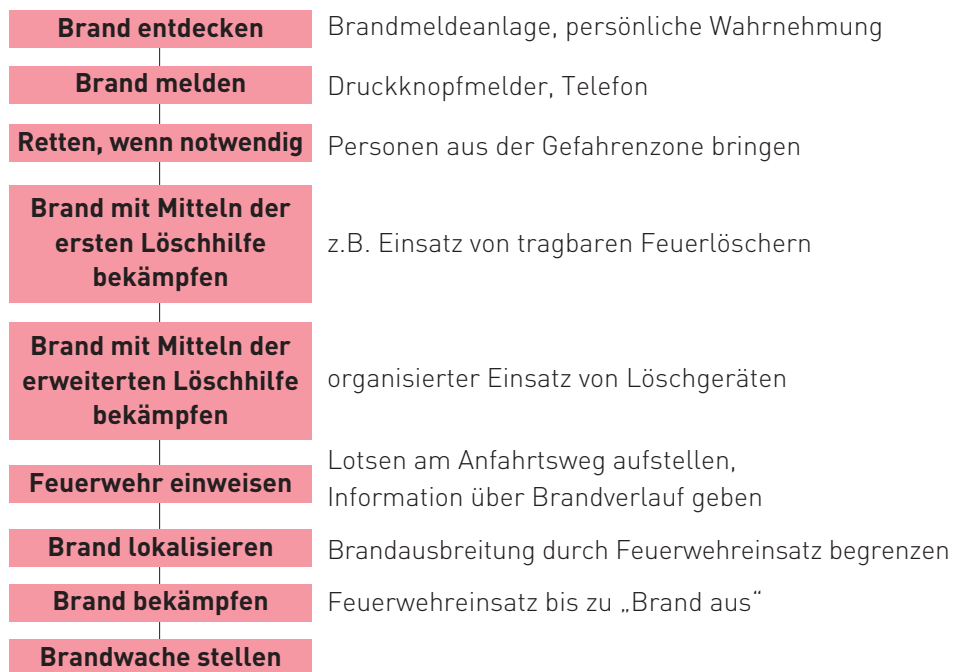 Brand entdecken
Brandmeldeanlage, persönliche Wahrnehmung
Brand melden
Druckknopfmelder, Telefon
Retten, wenn notwendig
Personen aus der Gefahrenzone bringen
Brand mit Mitteln der
ersten Löschhilfe
bekämpfen
z.B. Einsatz von tragbaren Feuerlöschern
Brand mit Mitteln der
erweiterten Löschhilfe
bekämpfen
organisierter Einsatz von Löschgeräten
Feuerwehr einweisen
Lotsen am Anfahrtsweg aufstellen,
Information über Brandverlauf geben
Brand lokalisieren
Brandausbreitung durch Feuerwehreinsatz begrenzen
Brand bekämpfen
Feuerwehreinsatz bis zu „Brand aus“
Brandwache stellen